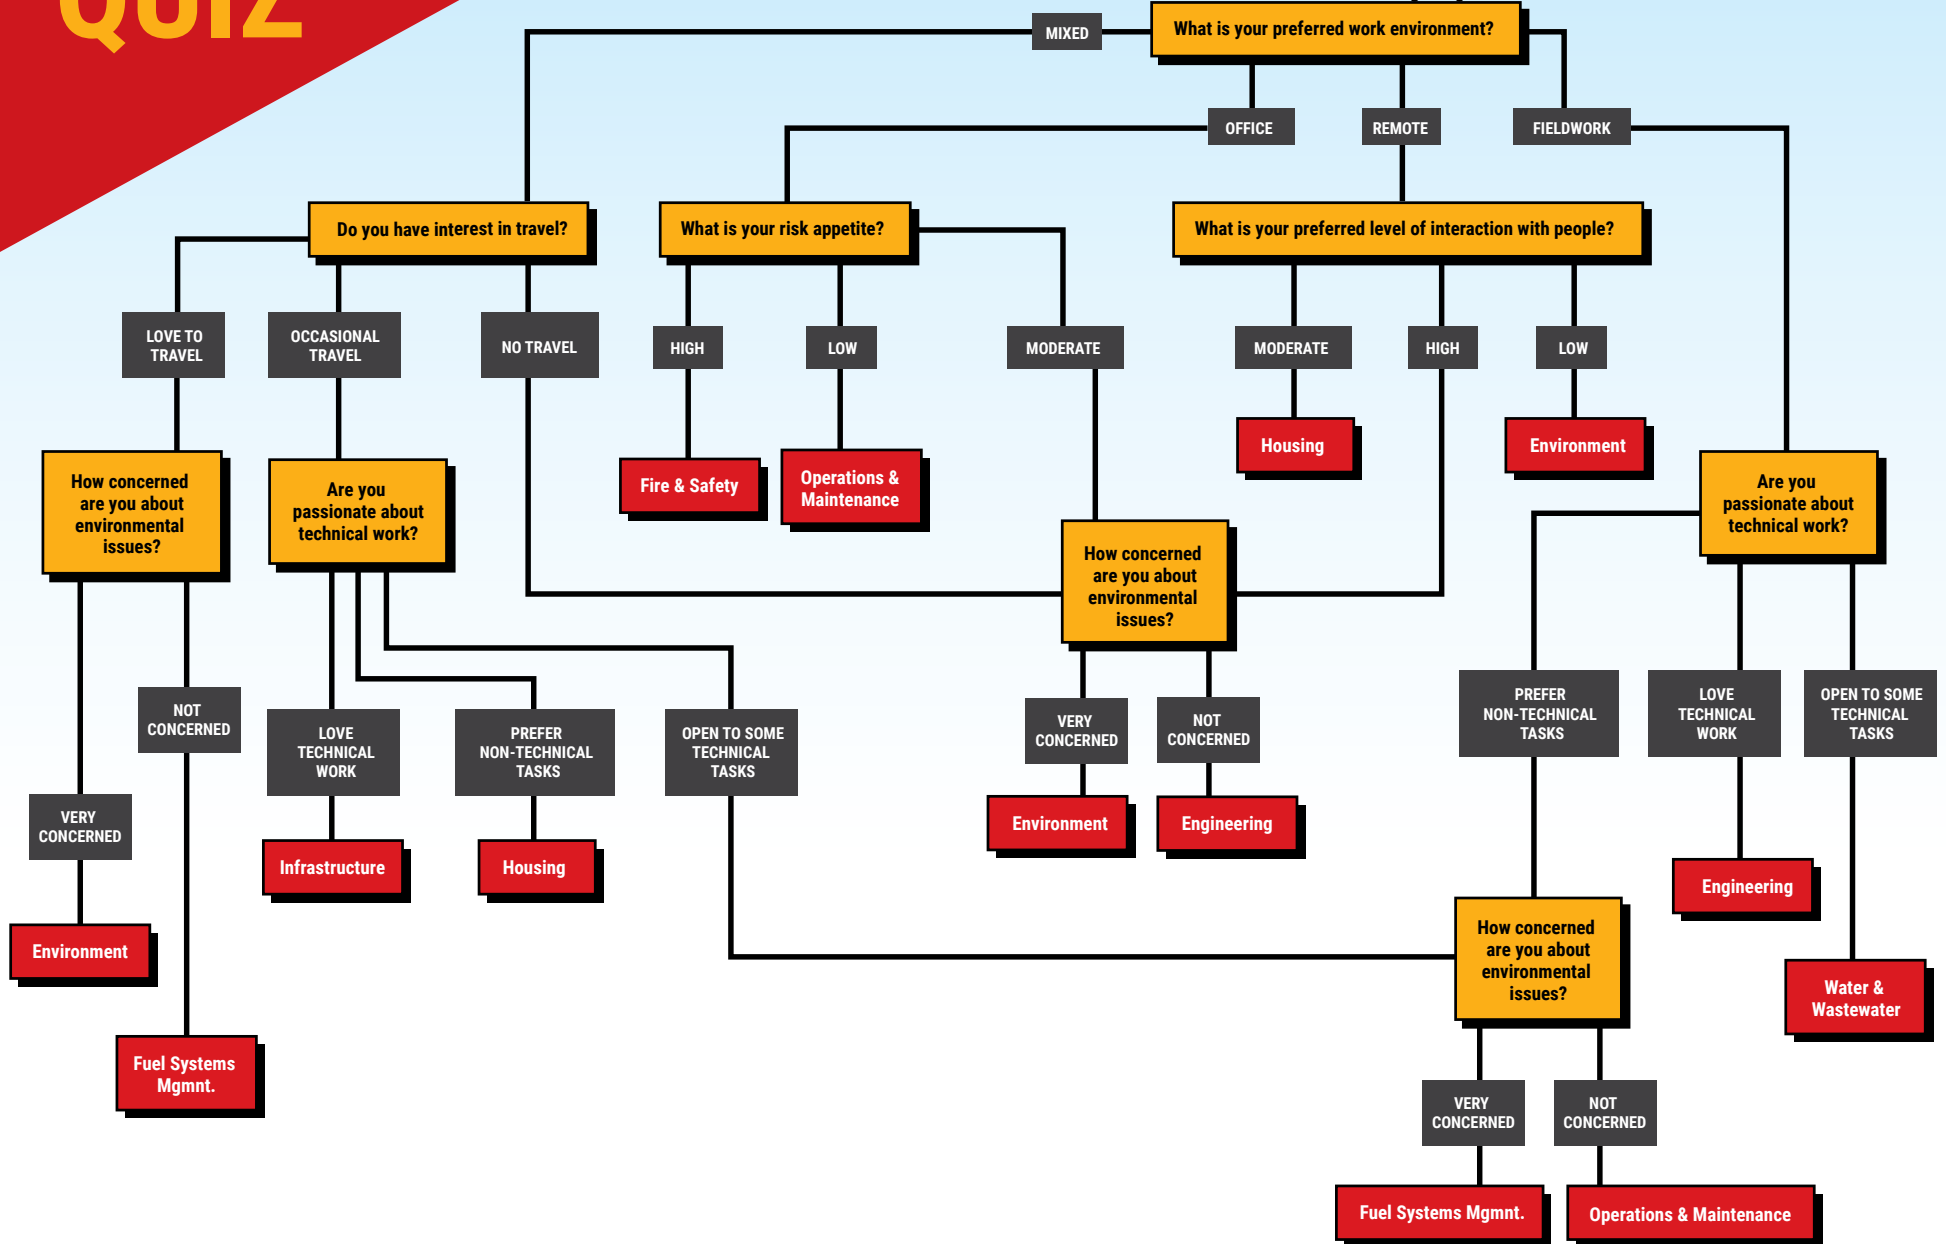 QUIZ
What is your preferred work environment?
MIXED
OFFICE
REMOTE
FIELDWORK
Do you have interest in travel?
What is your risk appetite?
What is your preferred level of interaction with people?
LOVE TO
TRAVEL
OCCASIONAL
TRAVEL
NO TRAVEL
HIGH
LOW
MODERATE
MODERATE
HIGH
LOW
Housing
Environment
How concerned
are you about
environmental
issues?
Are you
passionate about
technical work?
Fire & Safety
Operations &
Maintenance
Are you
passionate about
technical work?
How concerned
are you about
environmental
issues?
NOT
CONCERNED
LOVE
TECHNICAL
WORK
PREFER
NON-TECHNICAL
TASKS
OPEN TO SOME
TECHNICAL
TASKS
VERY
CONCERNED
NOT
CONCERNED
PREFER
NON-TECHNICAL
TASKS
LOVE
TECHNICAL
WORK
OPEN TO SOME
TECHNICAL
TASKS
VERY
CONCERNED
Infrastructure
Housing
Environment
Engineering
Engineering
Environment
How concerned
are you about
environmental
issues?
Water &
Wastewater
Fuel Systems
Mgmnt.
VERY
CONCERNED
NOT
CONCERNED
Fuel Systems Mgmnt.
Operations & Maintenance